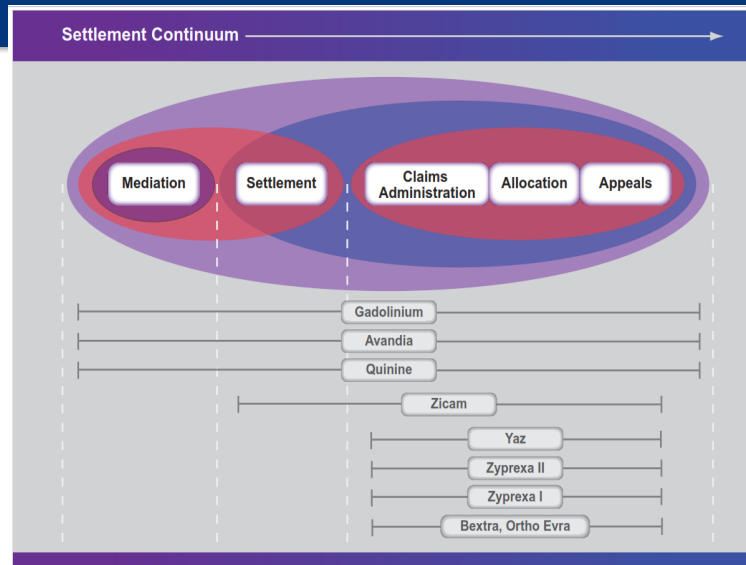 Settlement Continuum
Mediation
Settlement
Claims
Administration
Allocation
Appeals
Gadolinium
Avandia
Quinine
Zicam
Yaz
Zyprexa II
Zyprexa I
Bextra, Ortho Evra